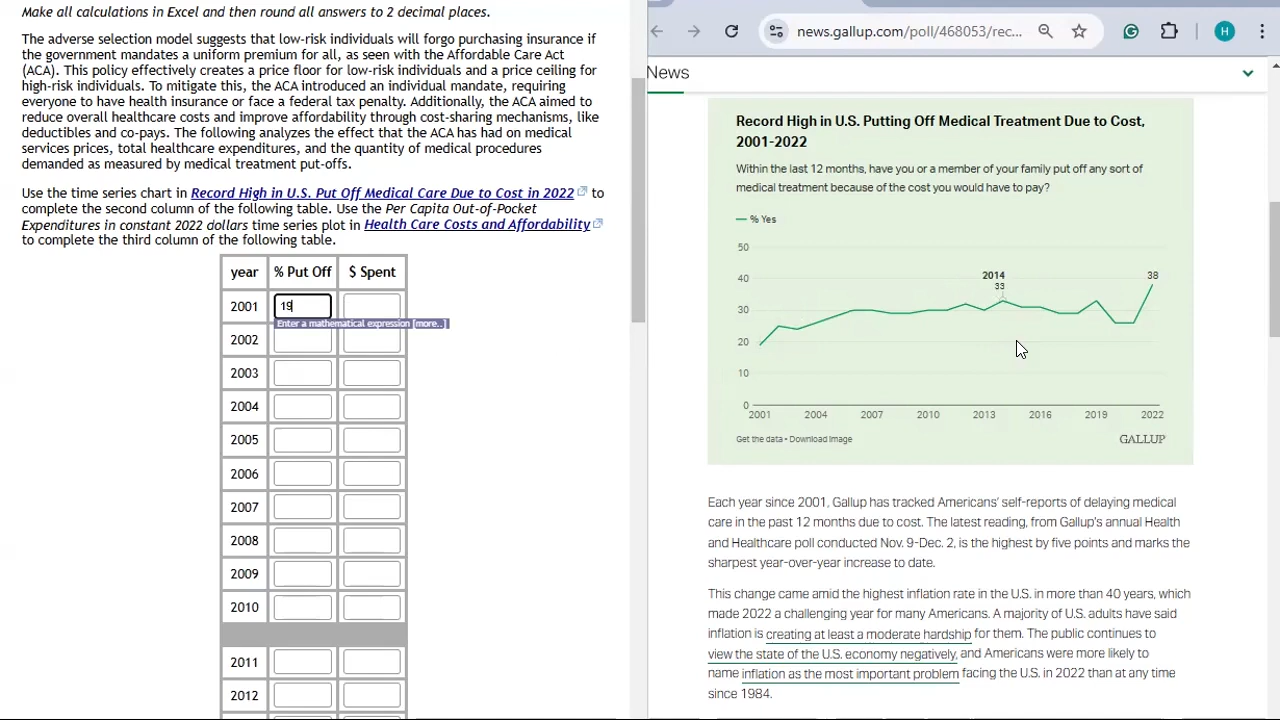 Make all calculations in Excel and then round all answers to 2 decimal places.
The adverse selection model suggests that low-risk individuals will forgo purchasing insurance if
the government mandates a uniform premium for all, as seen with the Affordable Care Act
(ACA). This policy effectively creates a price floor for low-risk individuals and a price ceiling for
high-risk individuals. To mitigate this, the ACA introduced an individual mandate, requiring
everyone to have health insurance or face a federal tax penalty. Additionally, the ACA aimed to
reduce overall healthcare costs and improve affordability through cost-sharing mechanisms, like
deductibles and co-pays. The following analyzes the effect that the ACA has had on medical
services prices, total healthcare expenditures, and the quantity of medical procedures
demanded as measured by medical treatment put-offs.
Use the time series chart in Record High in U.S. Put Off Medical Care Due to Cost in 2022 to
complete the second column of the following table. Use the Per Capita Out-of-Pocket
Expenditures in constant 2022 dollars time series plot in Health Care Costs and Affordability
to complete the third column of the following table.
year % Put Off $ Spent
2001 19
Enter a mathematical expression [more..]
2002
2003
2004
2005
2006
2007
2008
2009
2010
2011
2012
news.gallup.com/poll/468053/rec...
H
News
Record High in U.S. Putting Off Medical Treatment Due to Cost,
2001-2022
Within the last 12 months, have you or a member of your family put off any sort of
medical treatment because of the cost you would have to pay?
% Yes
50
40
30
20
10
0
2014
33
38
2001 2004 2007 2010 2013 2016 2019 2022
Get the data • Download image
GALLUP
Each year since 2001, Gallup has tracked Americans' self-reports of delaying medical
care in the past 12 months due to cost. The latest reading, from Gallup's annual Health
and Healthcare poll conducted Nov. 9-Dec. 2, is the highest by five points and marks the
sharpest year-over-year increase to date.
This change came amid the highest inflation rate in the U.S. in more than 40 years, which
made 2022 a challenging year for many Americans. A majority of U.S. adults have said
inflation is creating at least a moderate hardship for them. The public continues to
view the state of the U.S. economy negatively, and Americans were more likely to
name inflation as the most important problem facing the U.S. in 2022 than at any time
since 1984.